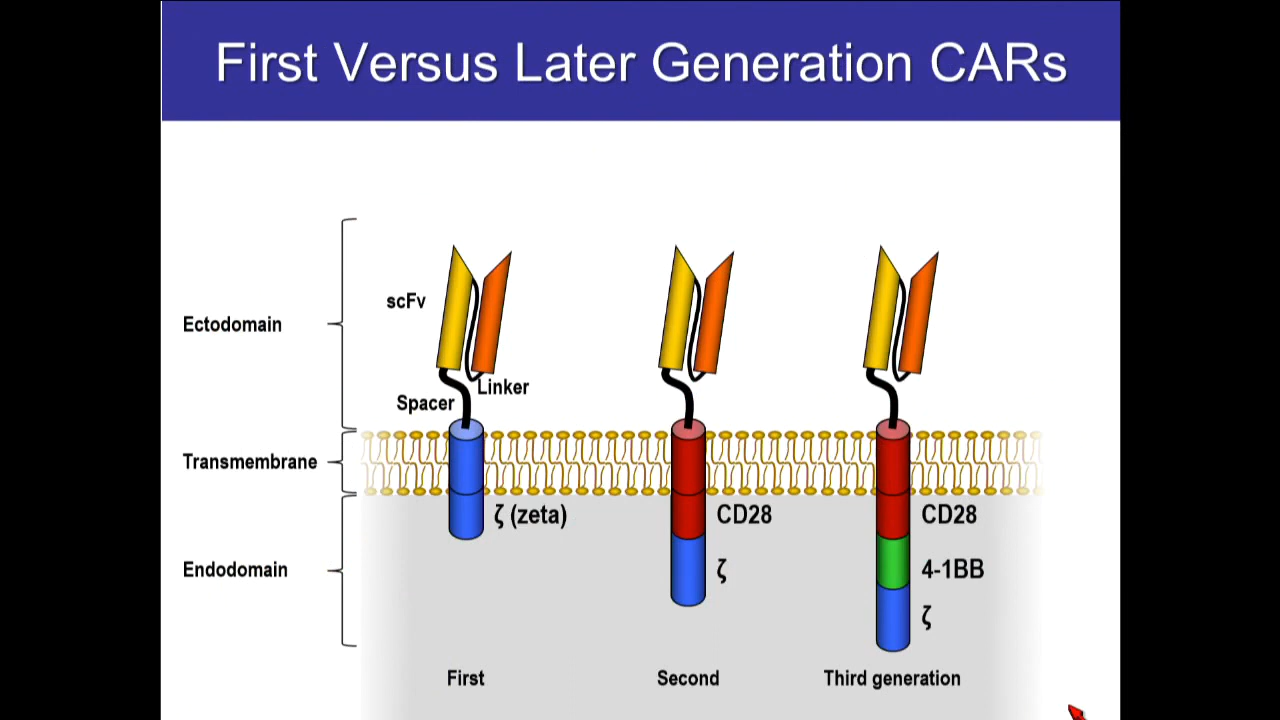 First Versus Later Generation CARs
scFv
Ectodomain
Linker
Spacer
Transmembrane
ζ (zeta)
CD28
CD28
Endodomain
ζ
4-1BB
ζ
First
Second
Third generation